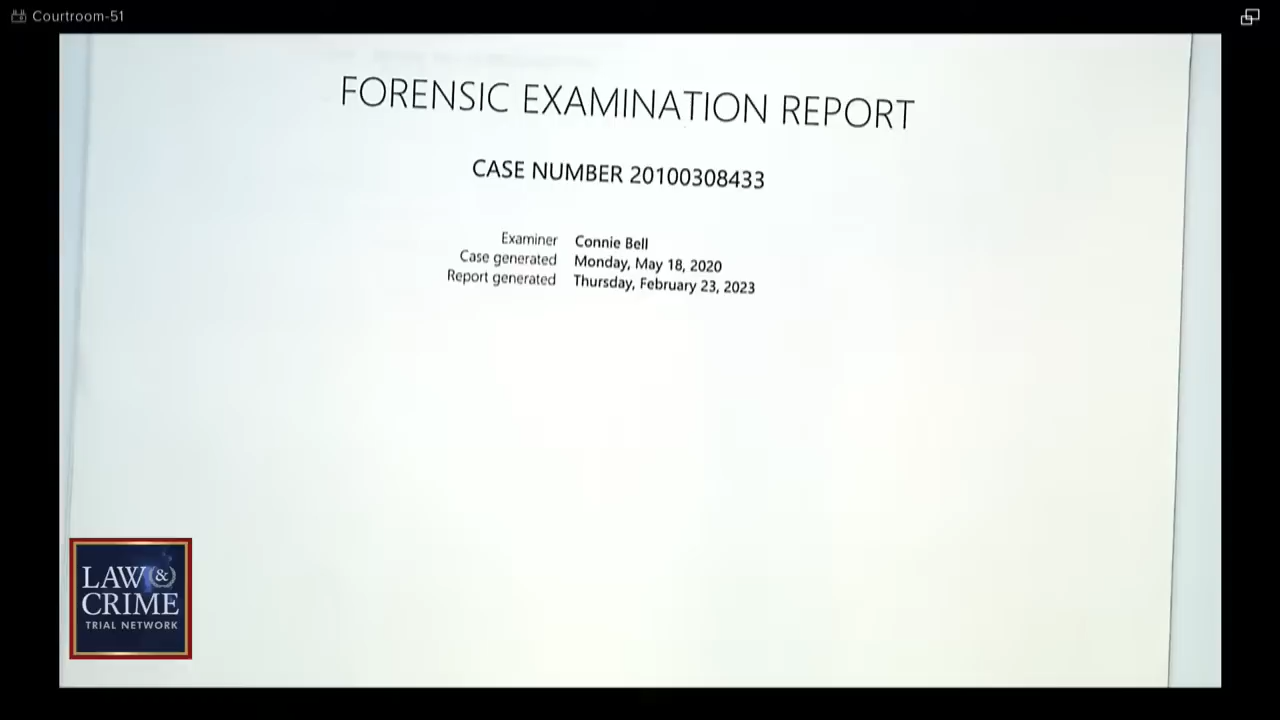 Courtroom-51
FORENSIC EXAMINATION REPORT
CASE NUMBER 20100308433
Examiner Connie Bell
Case generated Monday, May 18, 2020
Report generated Thursday, February 23, 2023
LAW &
CRIME
TRIAL NETWORK